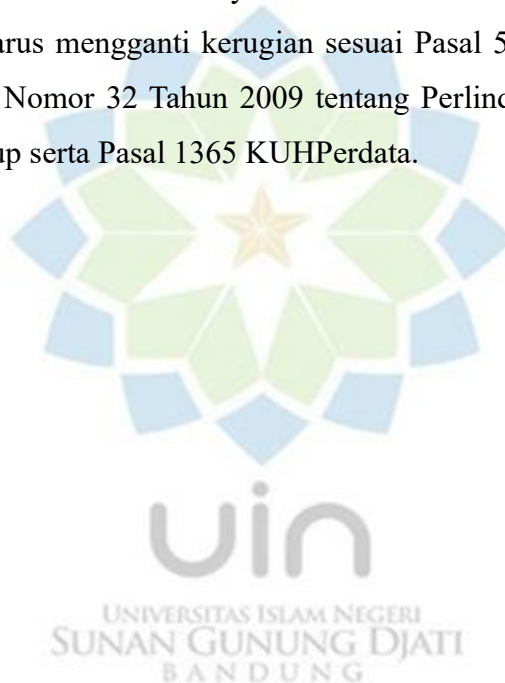 arus mengganti kerugian sesuai Pasal 5
Nomor 32 Tahun 2009 tentang Perlind
up serta Pasal 1365 KUHPerdata.
uin
UNIVERSITAS ISLAM NEGERI
SUNAN GUNUNG DJATI
BANDUNG